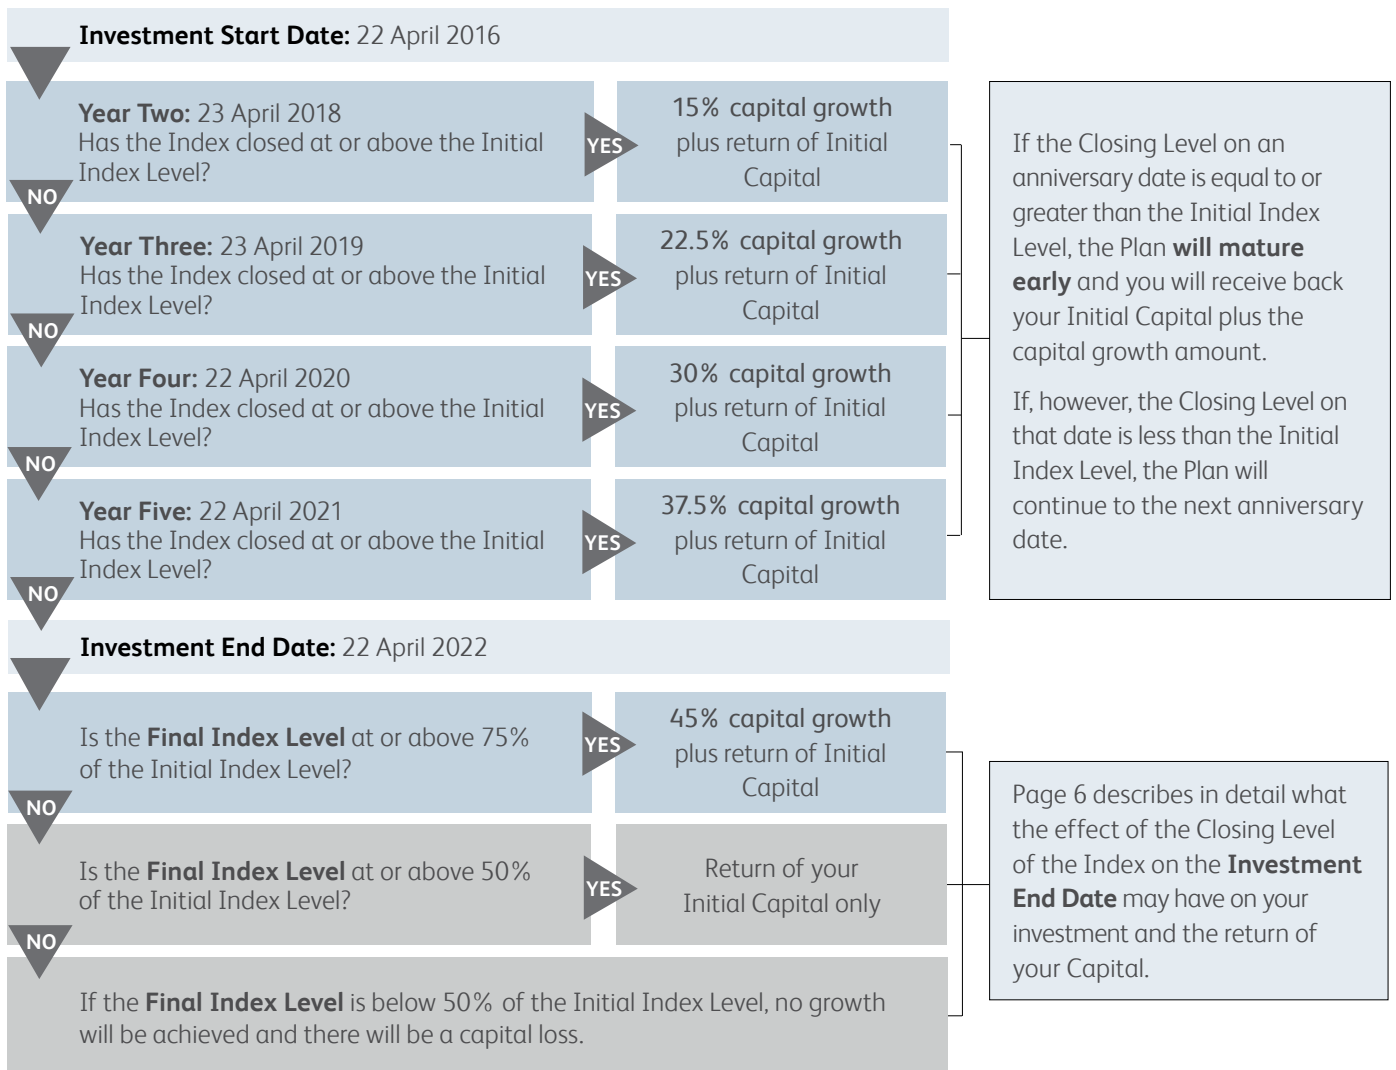 Investment Start Date: 22 April 2016
Year Two: 23 April 2018
Has the Index closed at or above the Initial
Index Level?
YES
15% capital growth
plus return of Initial
Capital
NO
Year Three: 23 April 2019
Has the Index closed at or above the Initial
Index Level?
YES
22.5% capital growth
plus return of Initial
Capital
NO
Year Four: 22 April 2020
Has the Index closed at or above the Initial
Index Level?
YES
30% capital growth
plus return of Initial
Capital
NO
Year Five: 22 April 2021
Has the Index closed at or above the Initial
Index Level?
YES
37.5% capital growth
plus return of Initial
Capital
NO
If the Closing Level on an
anniversary date is equal to or
greater than the Initial Index
Level, the Plan will mature
early and you will receive back
your Initial Capital plus the
capital growth amount.
If, however, the Closing Level on
that date is less than the Initial
Index Level, the Plan will
continue to the next anniversary
date.
Investment End Date: 22 April 2022
Is the Final Index Level at or above 75%
of the Initial Index Level?
YES
45% capital growth
plus return of Initial
Capital
NO
Is the Final Index Level at or above 50%
of the Initial Index Level?
YES
Return of your
Initial Capital only
NO
If the Final Index Level is below 50% of the Initial Index Level, no growth
will be achieved and there will be a capital loss.
Page 6 describes in detail what
the effect of the Closing Level
of the Index on the Investment
End Date may have on your
investment and the return of
your Capital.